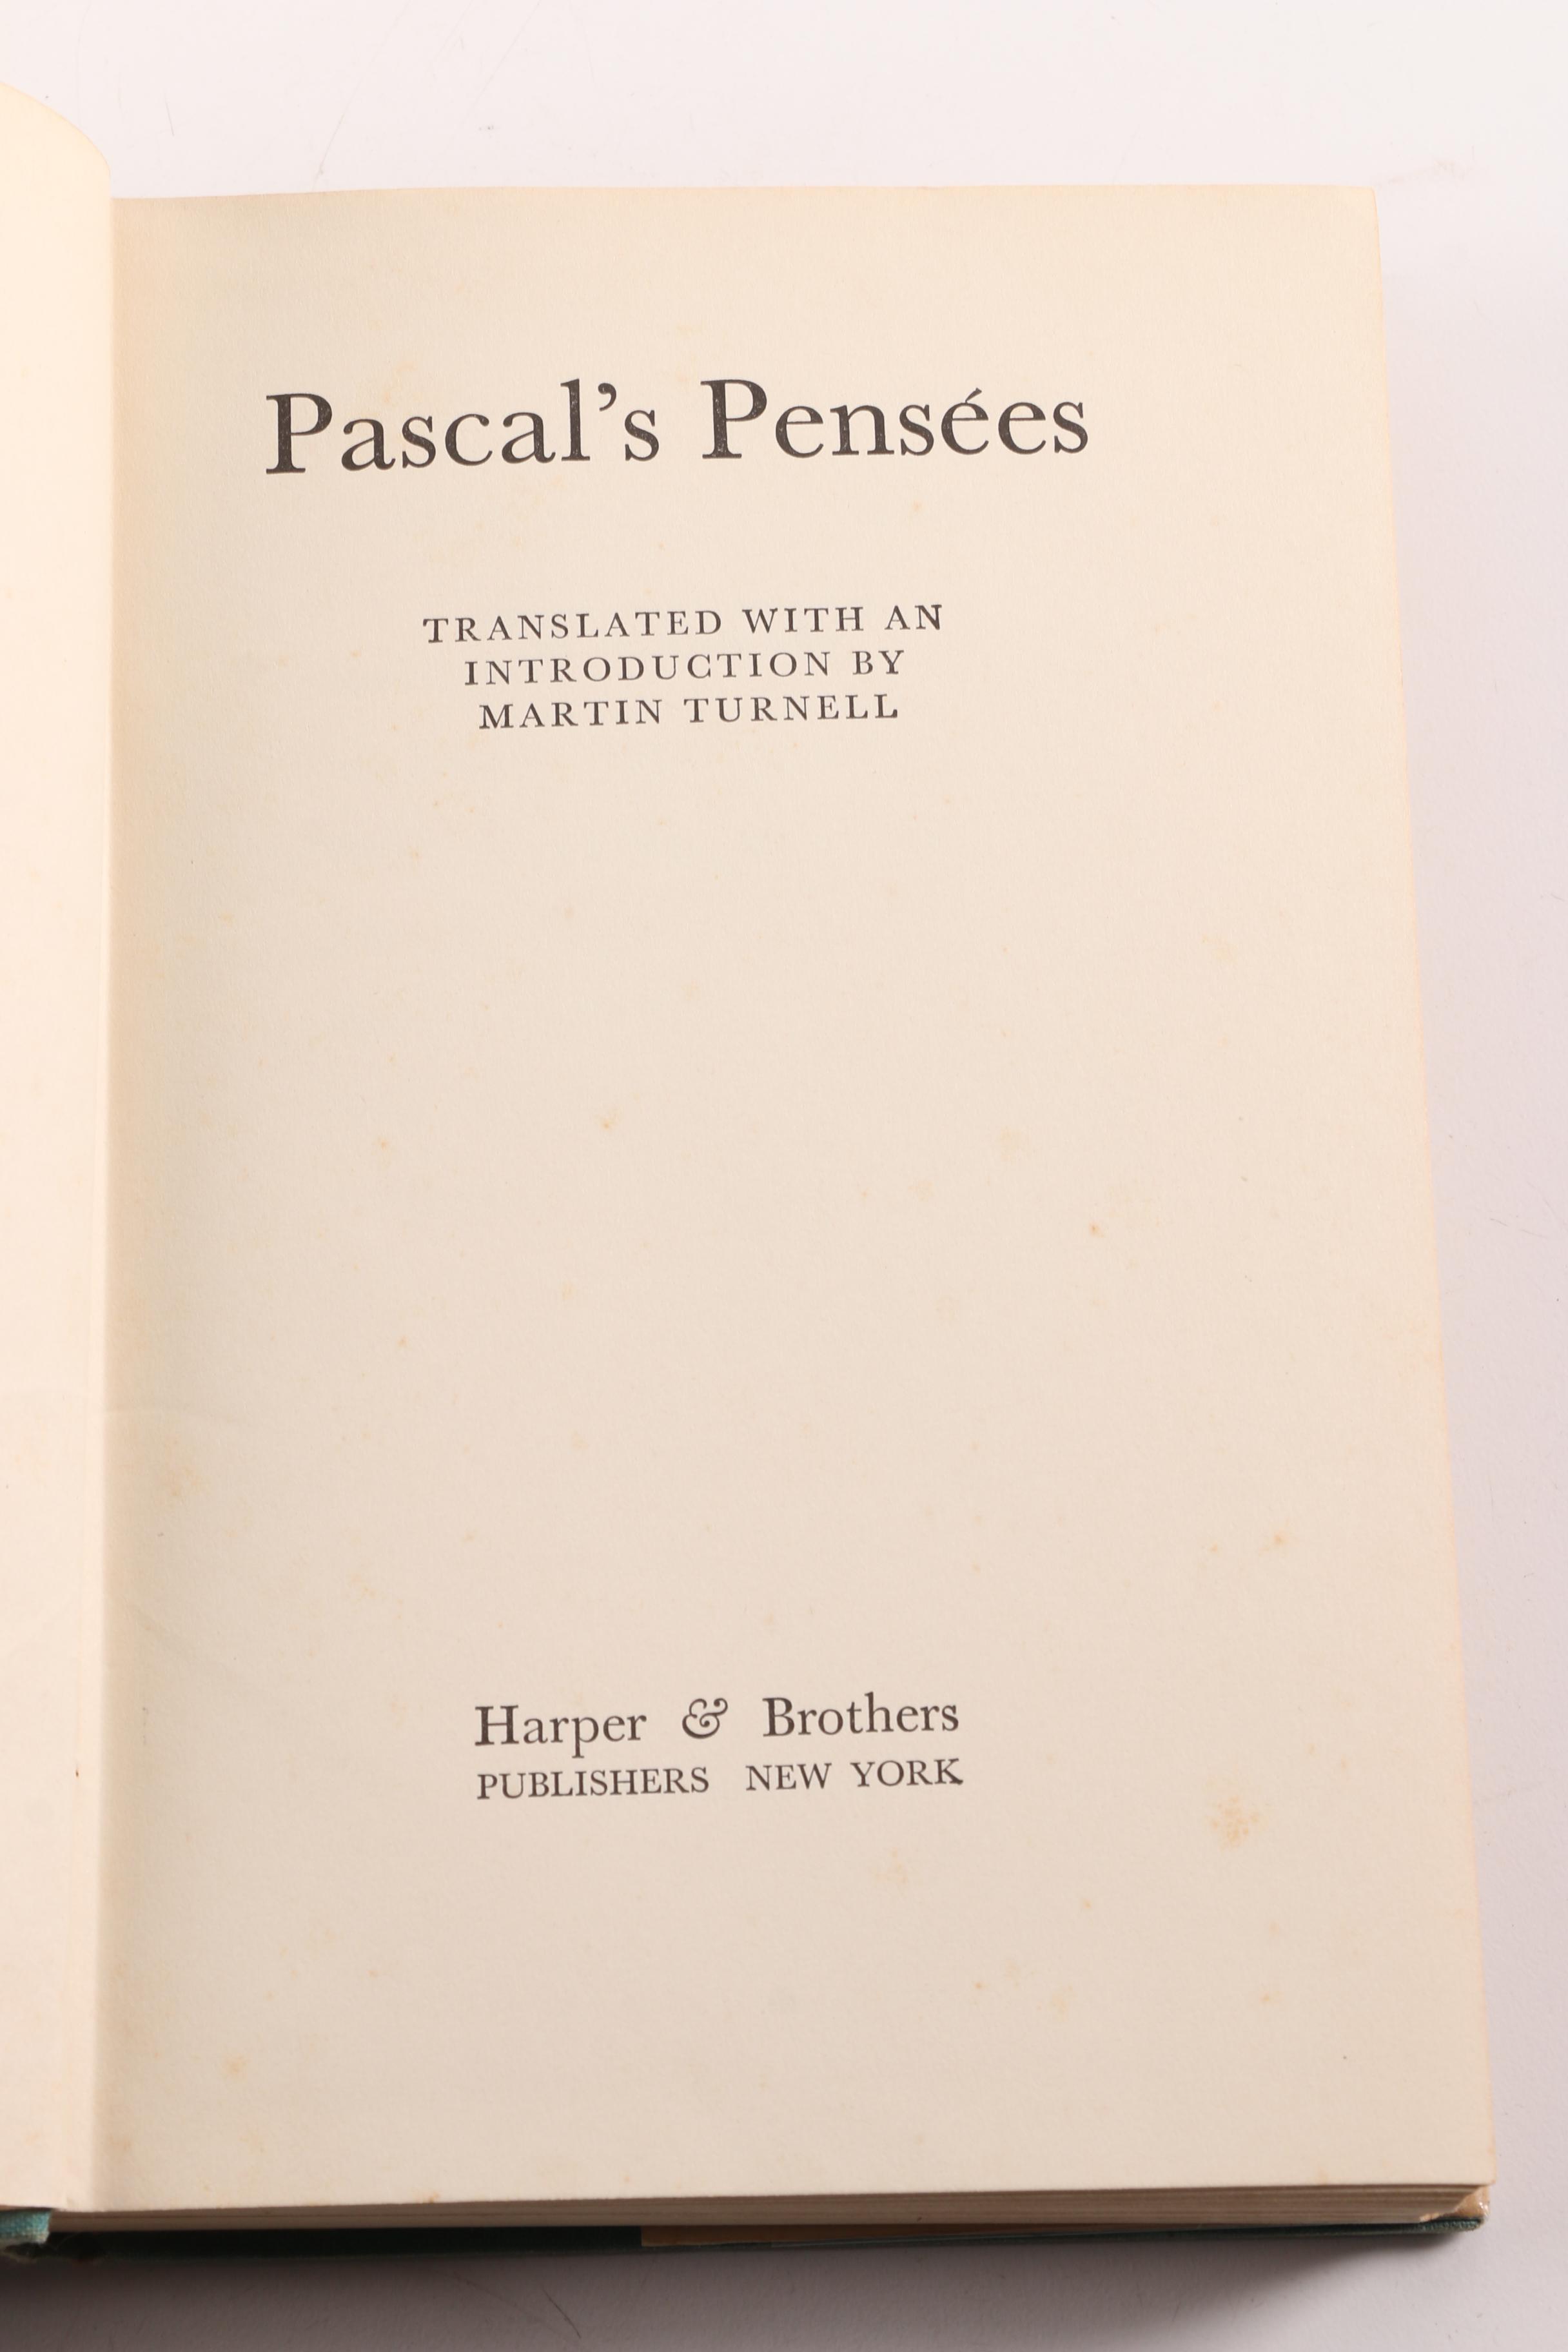 Pascal's Pensées
TRANSLATED WITH AN
INTRODUCTION BY
MARTIN TURNELL
Harper & Brothers
PUBLISHERS NEW YORK